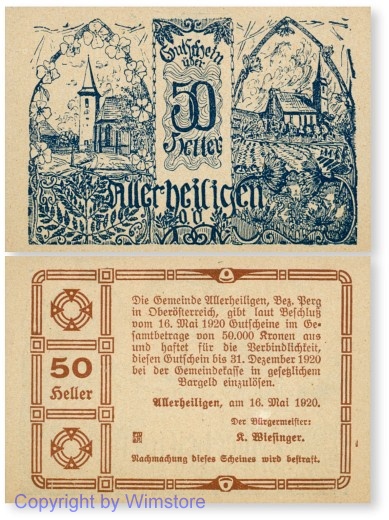 Gutschein
über
50
Heller
Allerheiligen
O.Ö.
Die Gemeinde Allerheiligen, Bez. Perg
in Oberösterreich, gibt laut Beschluß
vom 16. Mai 1920 Gutscheine im Ge-
samtbetrage von 50.000 Kronen aus
und haftet für die Verbindlichkeit,
diesen Gutschein bis 31. Dezember 1920
bei der Gemeindekasse in gesetzlichem
Bargeld einzulösen.
50
Heller
Allerheiligen, am 16. Mai 1920.
Der Bürgermeister:
K. Wiesinger.
Nachmachung dieses Scheines wird bestraft.
Copyright by Wimstore